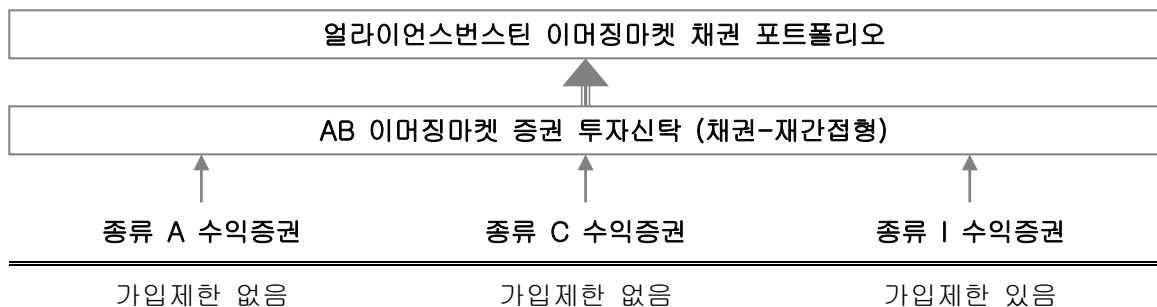 얼라이언스번스틴 이머징마켓 채권 포트폴리오
AB 이머징마켓 증권 투자신탁 (채권-재간접형)
종류 A 수익증권 종류 C 수익증권 종류 I 수익증권
가입제한 없음 가입제한 없음 가입제한 있음